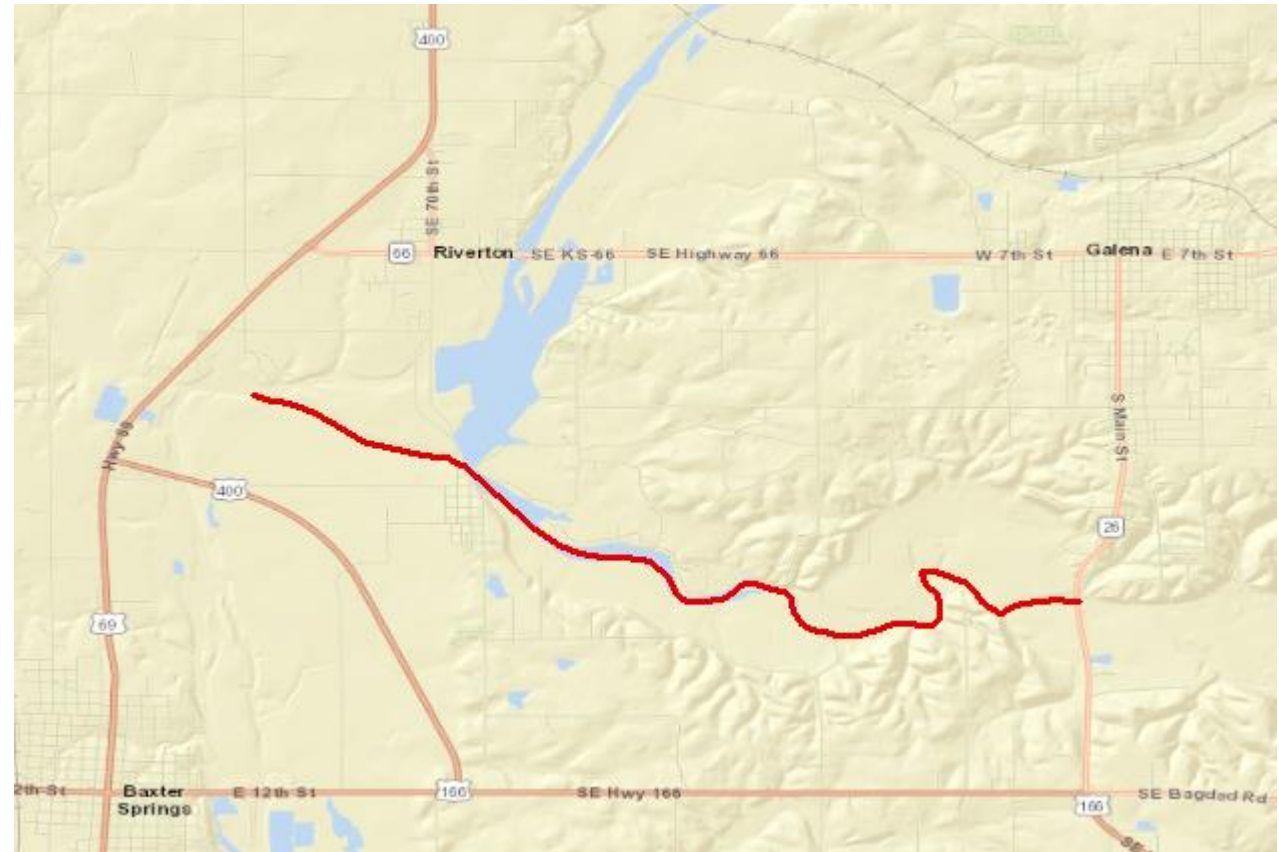 400
SE 70th St
66
Riverton
SE KS-66
SE Highway 66
W 7th St
Galena
E 7th St
S Main St
Hwy 69
400
26
69
2th St
Baxter
Springs
E 12th St
166
SE Hwy 166
166
SE Bagdad Rd
SE